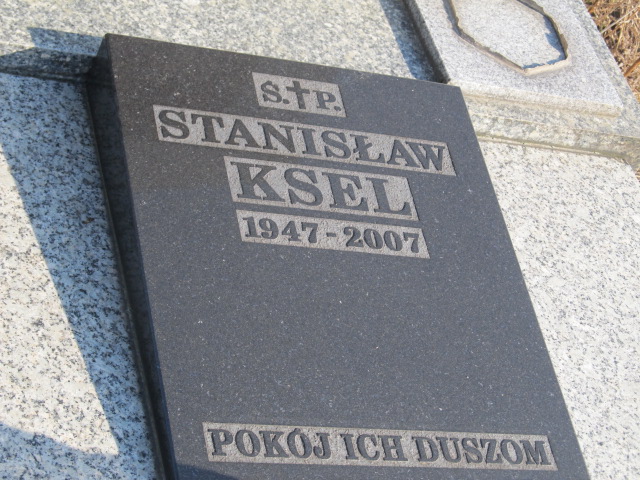 Ś.†P.
STANISŁAW
KSEL
1947-2007
POKÓJ ICH DUSZOM